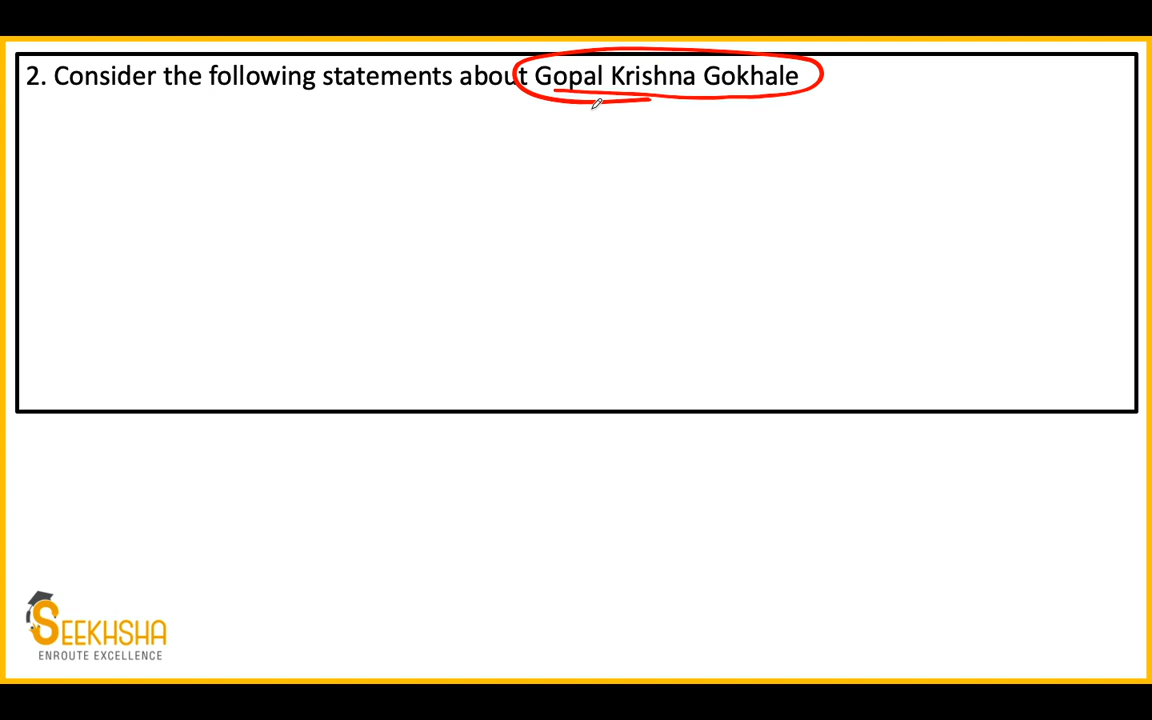 2. Consider the following statements about Gopal Krishna Gokhale
SEEKHSHA
ENROUTE EXCELLENCE